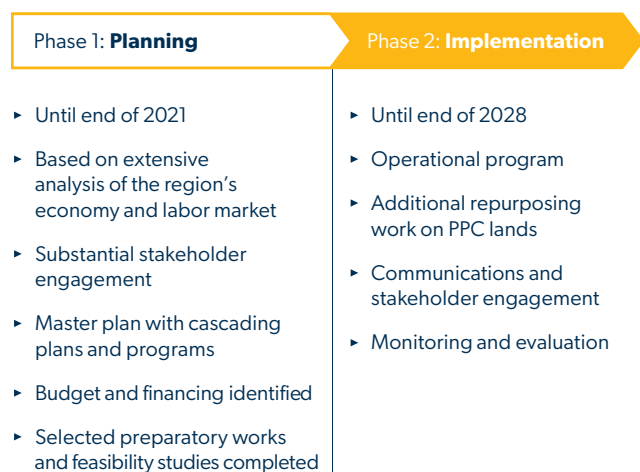 Phase 1: Planning
▸ Until end of 2021
▸ Based on extensive
analysis of the region’s
economy and labor market
▸ Substantial stakeholder
engagement
▸ Master plan with cascading
plans and programs
▸ Budget and financing identified
▸ Selected preparatory works
and feasibility studies completed
Phase 2: Implementation
▸ Until end of 2028
▸ Operational program
▸ Additional repurposing
work on PPC lands
▸ Communications and
stakeholder engagement
▸ Monitoring and evaluation